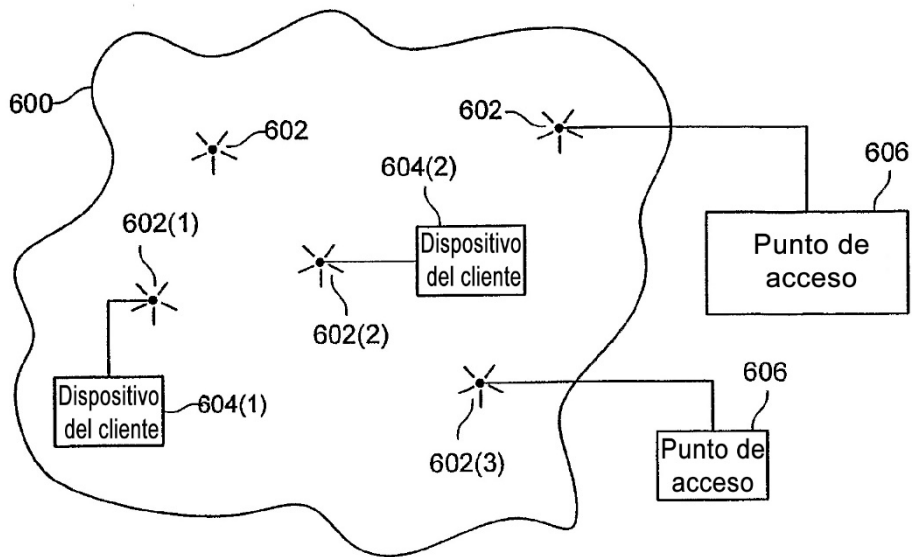 600
602
602
606
604(2)
Punto de
acceso
602(1)
Dispositivo
del cliente
602(2)
Dispositivo
del cliente
604(1)
606
602(3)
Punto de
acceso